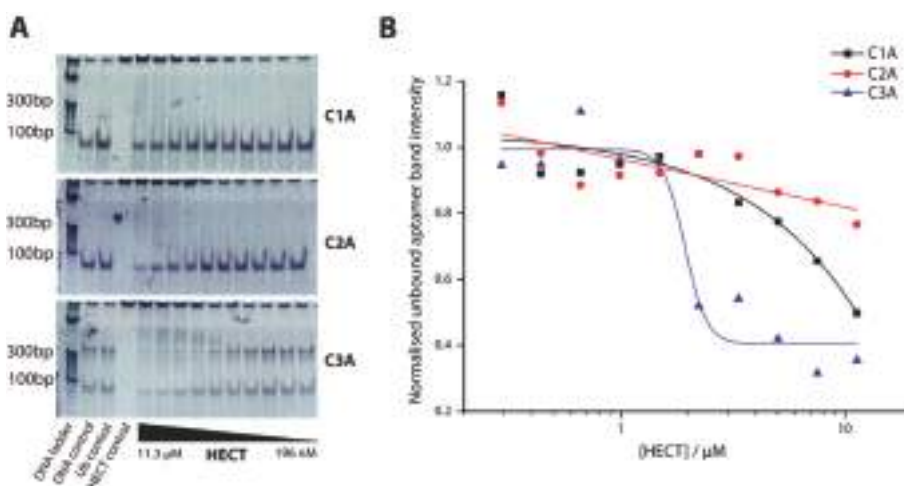 A
300bp
100bp
C1A
300bp
100bp
C2A
300bp
100bp
C3A
DNA ladder
DNA control
Ub control
HECT control
11.3 µM
HECT
B
C1A
C2A
C3A
Normalised unbound aptamer band intensity
1.2
1.0
0.8
0.6
0.4
0.2
1
10
[HECT] / µM